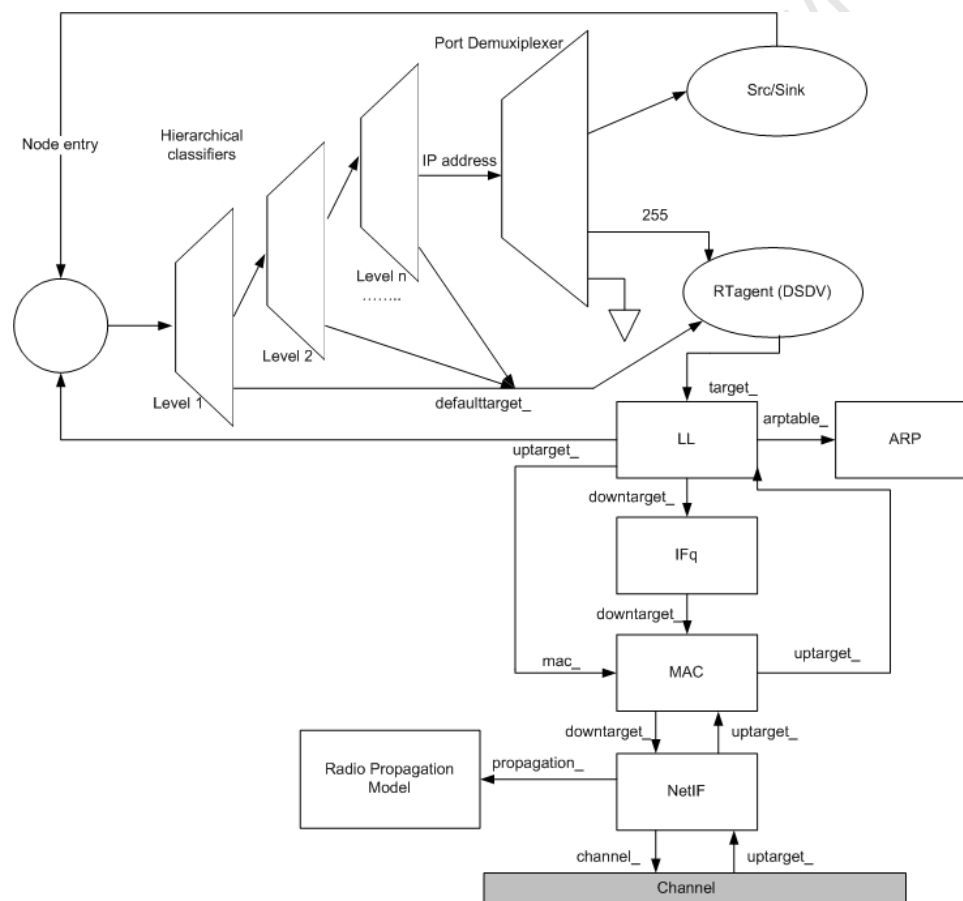 Port Demuxiplexer
Src/Sink
Node entry
Hierarchical
classifiers
IP address
255
Level n
........
RTagent (DSDV)
Level 2
Level 1
defaulttarget_
target_
LL
arptable_
ARP
uptarget_
downtarget_
IFq
downtarget_
mac_
MAC
uptarget_
downtarget_
uptarget_
Radio Propagation
Model
propagation_
NetIF
channel_
uptarget_
Channel